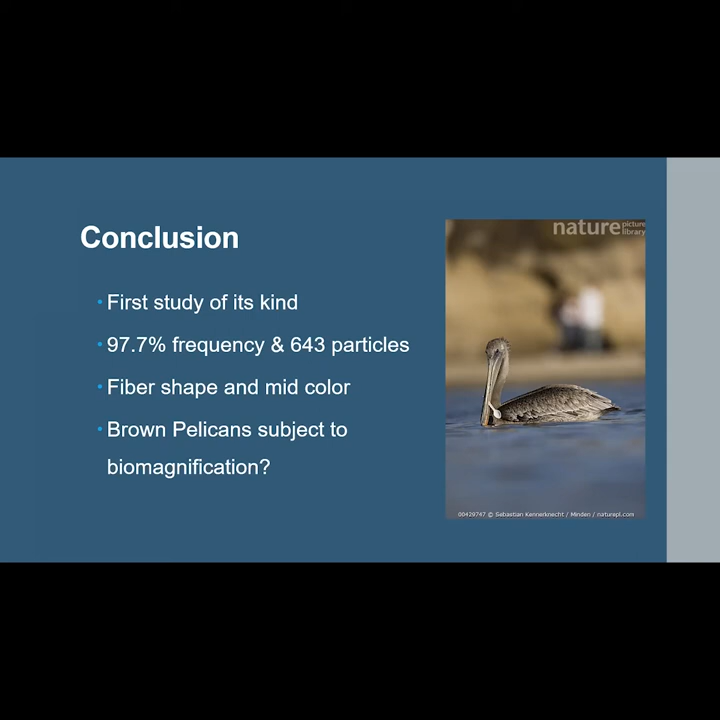 Conclusion
First study of its kind
97.7% frequency & 643 particles
Fiber shape and mid color
Brown Pelicans subject to
biomagnification?
nature picture library
00429747 © Sebastian Kennerknecht / Minden / naturepl.com